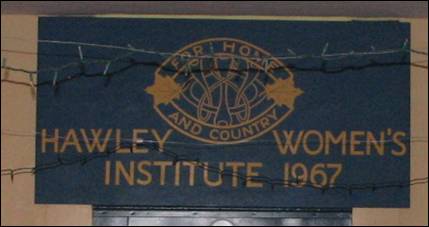 FOR HOME
AND COUNTRY
HAWLEY WOMEN'S
INSTITUTE 1967